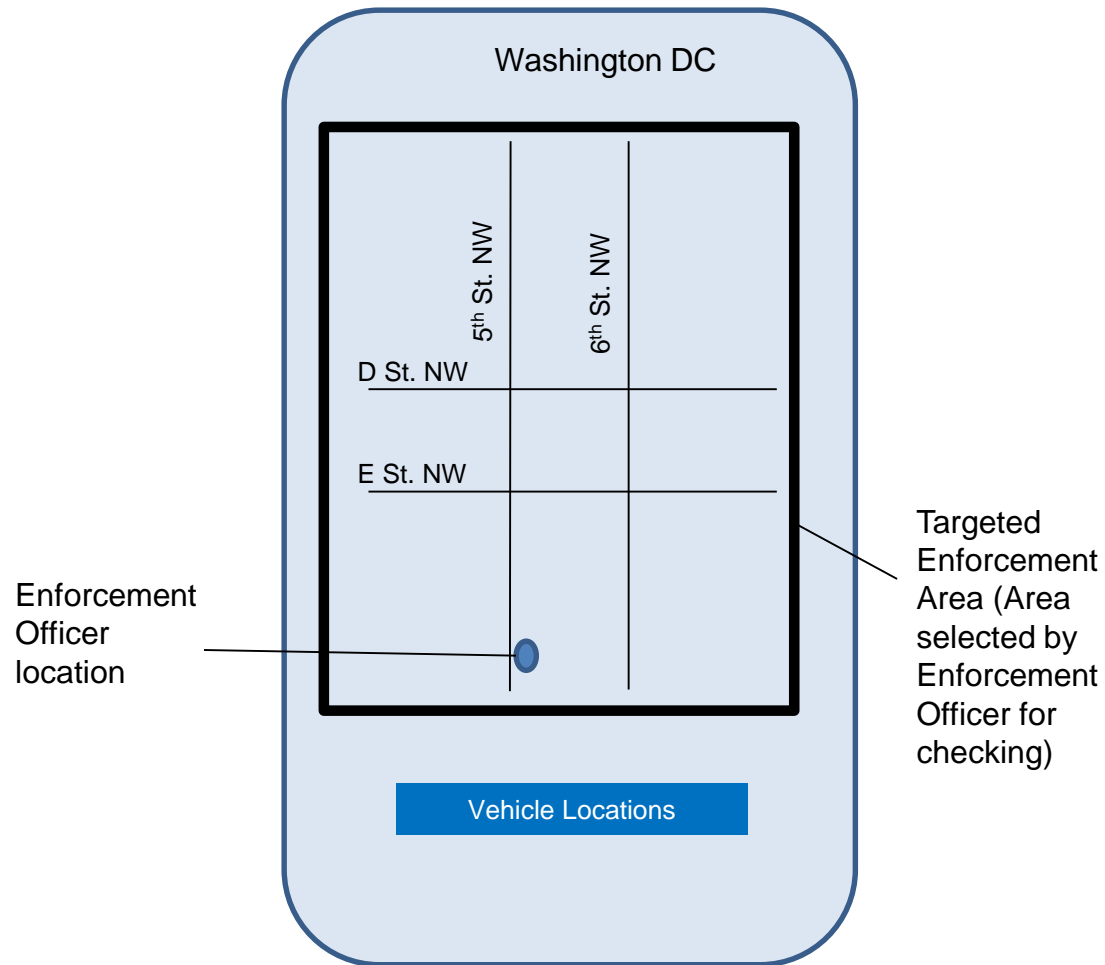 Washington DC
5th St. NW
6th St. NW
D St. NW
E St. NW
Enforcement
Officer
location
Targeted
Enforcement
Area (Area
selected by
Enforcement
Officer for
checking)
Vehicle Locations